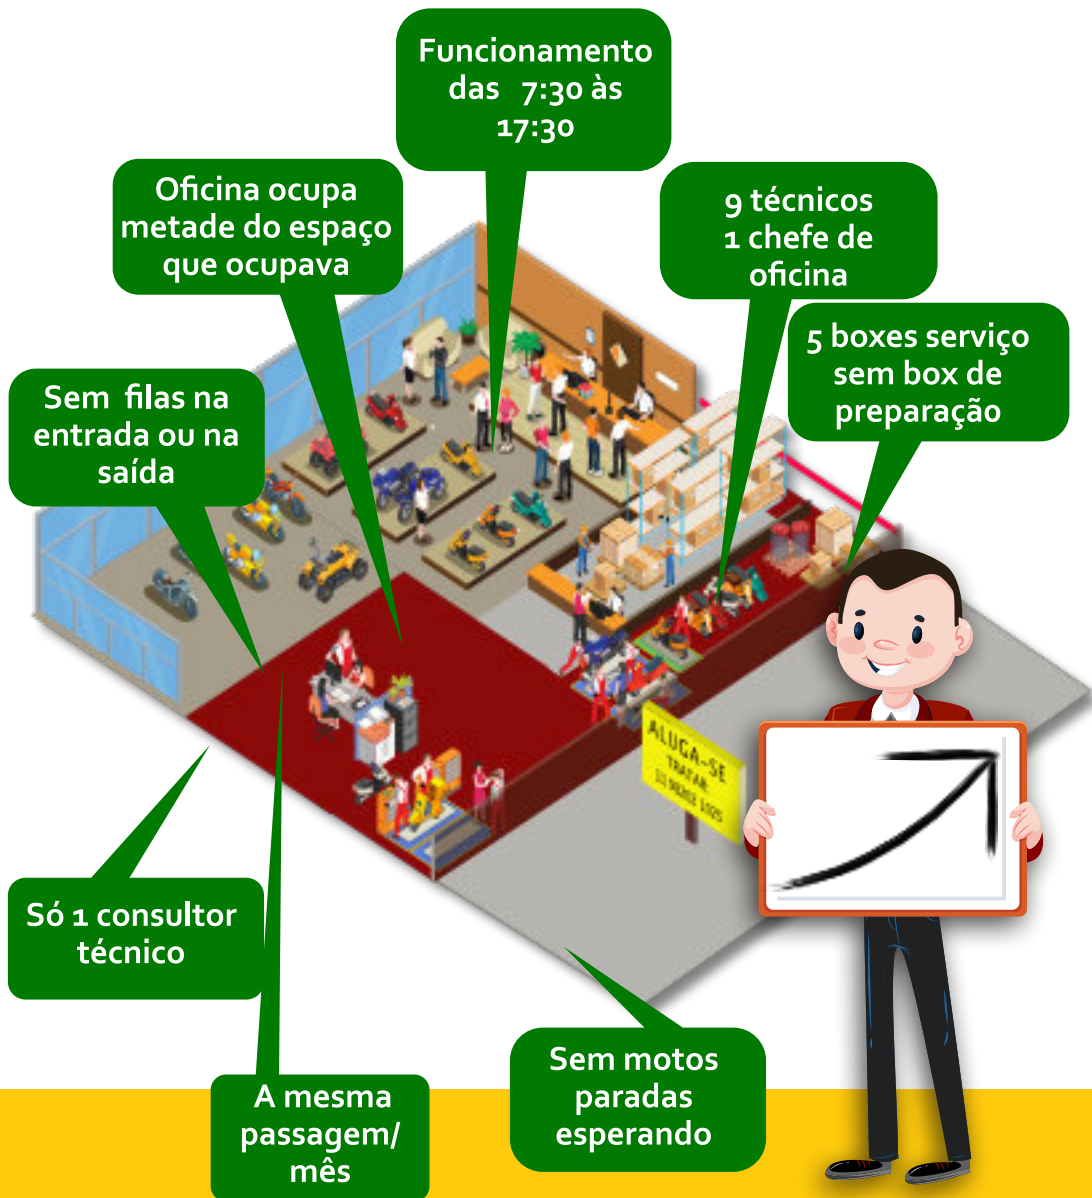 Funcionamento
das 7:30 às
17:30
Oficina ocupa
metade do espaço
que ocupava
9 técnicos
1 chefe de
oficina
5 boxes serviço
sem box de
preparação
Sem filas na
entrada ou na
saída
ALUGA-SE
TRATAR
Só 1 consultor
técnico
Sem motos
paradas
esperando
A mesma
passagem/
mês